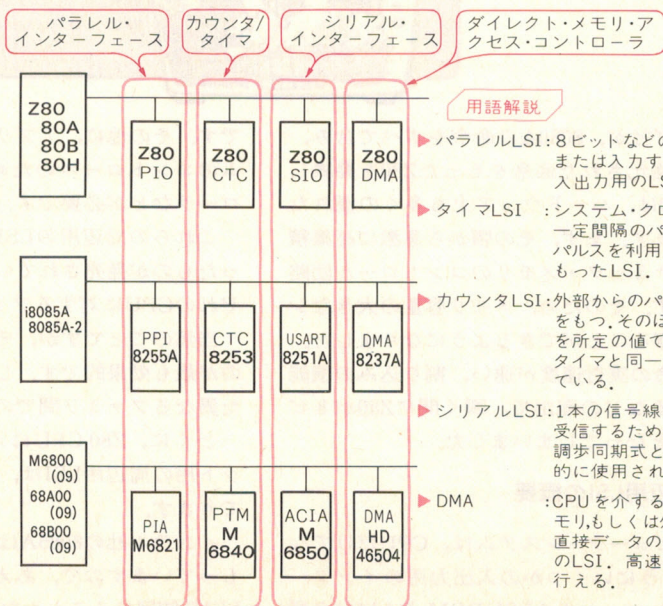 パラレル・
インターフェース
カウンタ/
タイマ
シリアル・
インターフェース
ダイレクト・メモリ・ア
クセス・コントローラ
Z80
80A
80B
80H
Z80
PIO
Z80
CTC
Z80
SIO
Z80
DMA
i8085A
8085A-2
PPI
8255A
CTC
8253
USART
8251A
DMA
8237A
M6800
(09)
68A00
(09)
68B00
(09)
PIA
M6821
PTM
M
6840
ACIA
M
6850
DMA
HD
46504
用語解説
▶パラレルLSI:8ビットなどの
または入力す
入出力用のLS
▶タイマLSI :システム・クロ
一定間隔のパ
パルスを利用
もったLSI.
▶カウンタLSI:外部からのパ
をもつ.そのほ
を所定の値で
タイマと同一
ている.
▶シリアルLSI:1本の信号線
受信するため
調歩同期式と
的に使用され
▶DMA :CPUを介する
モリ,もしくは
直接データの
のLSI.高速
行える.